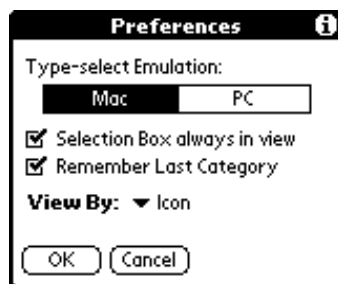 Preferences i
Type-select Emulation:
Mac PC
Selection Box always in view
Remember Last Category
View By: Icon
OK Cancel